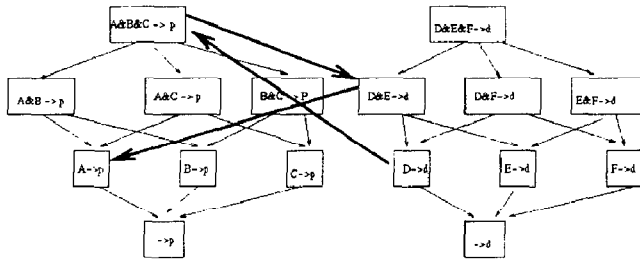 A&B&C -> p
D&E&F->d
A&B -> p
A&C -> p
B&C -> P
D&E->d
D&F->d
E&F->d
A->p
B->p
C->p
D->d
E->d
F->d
->p
->d